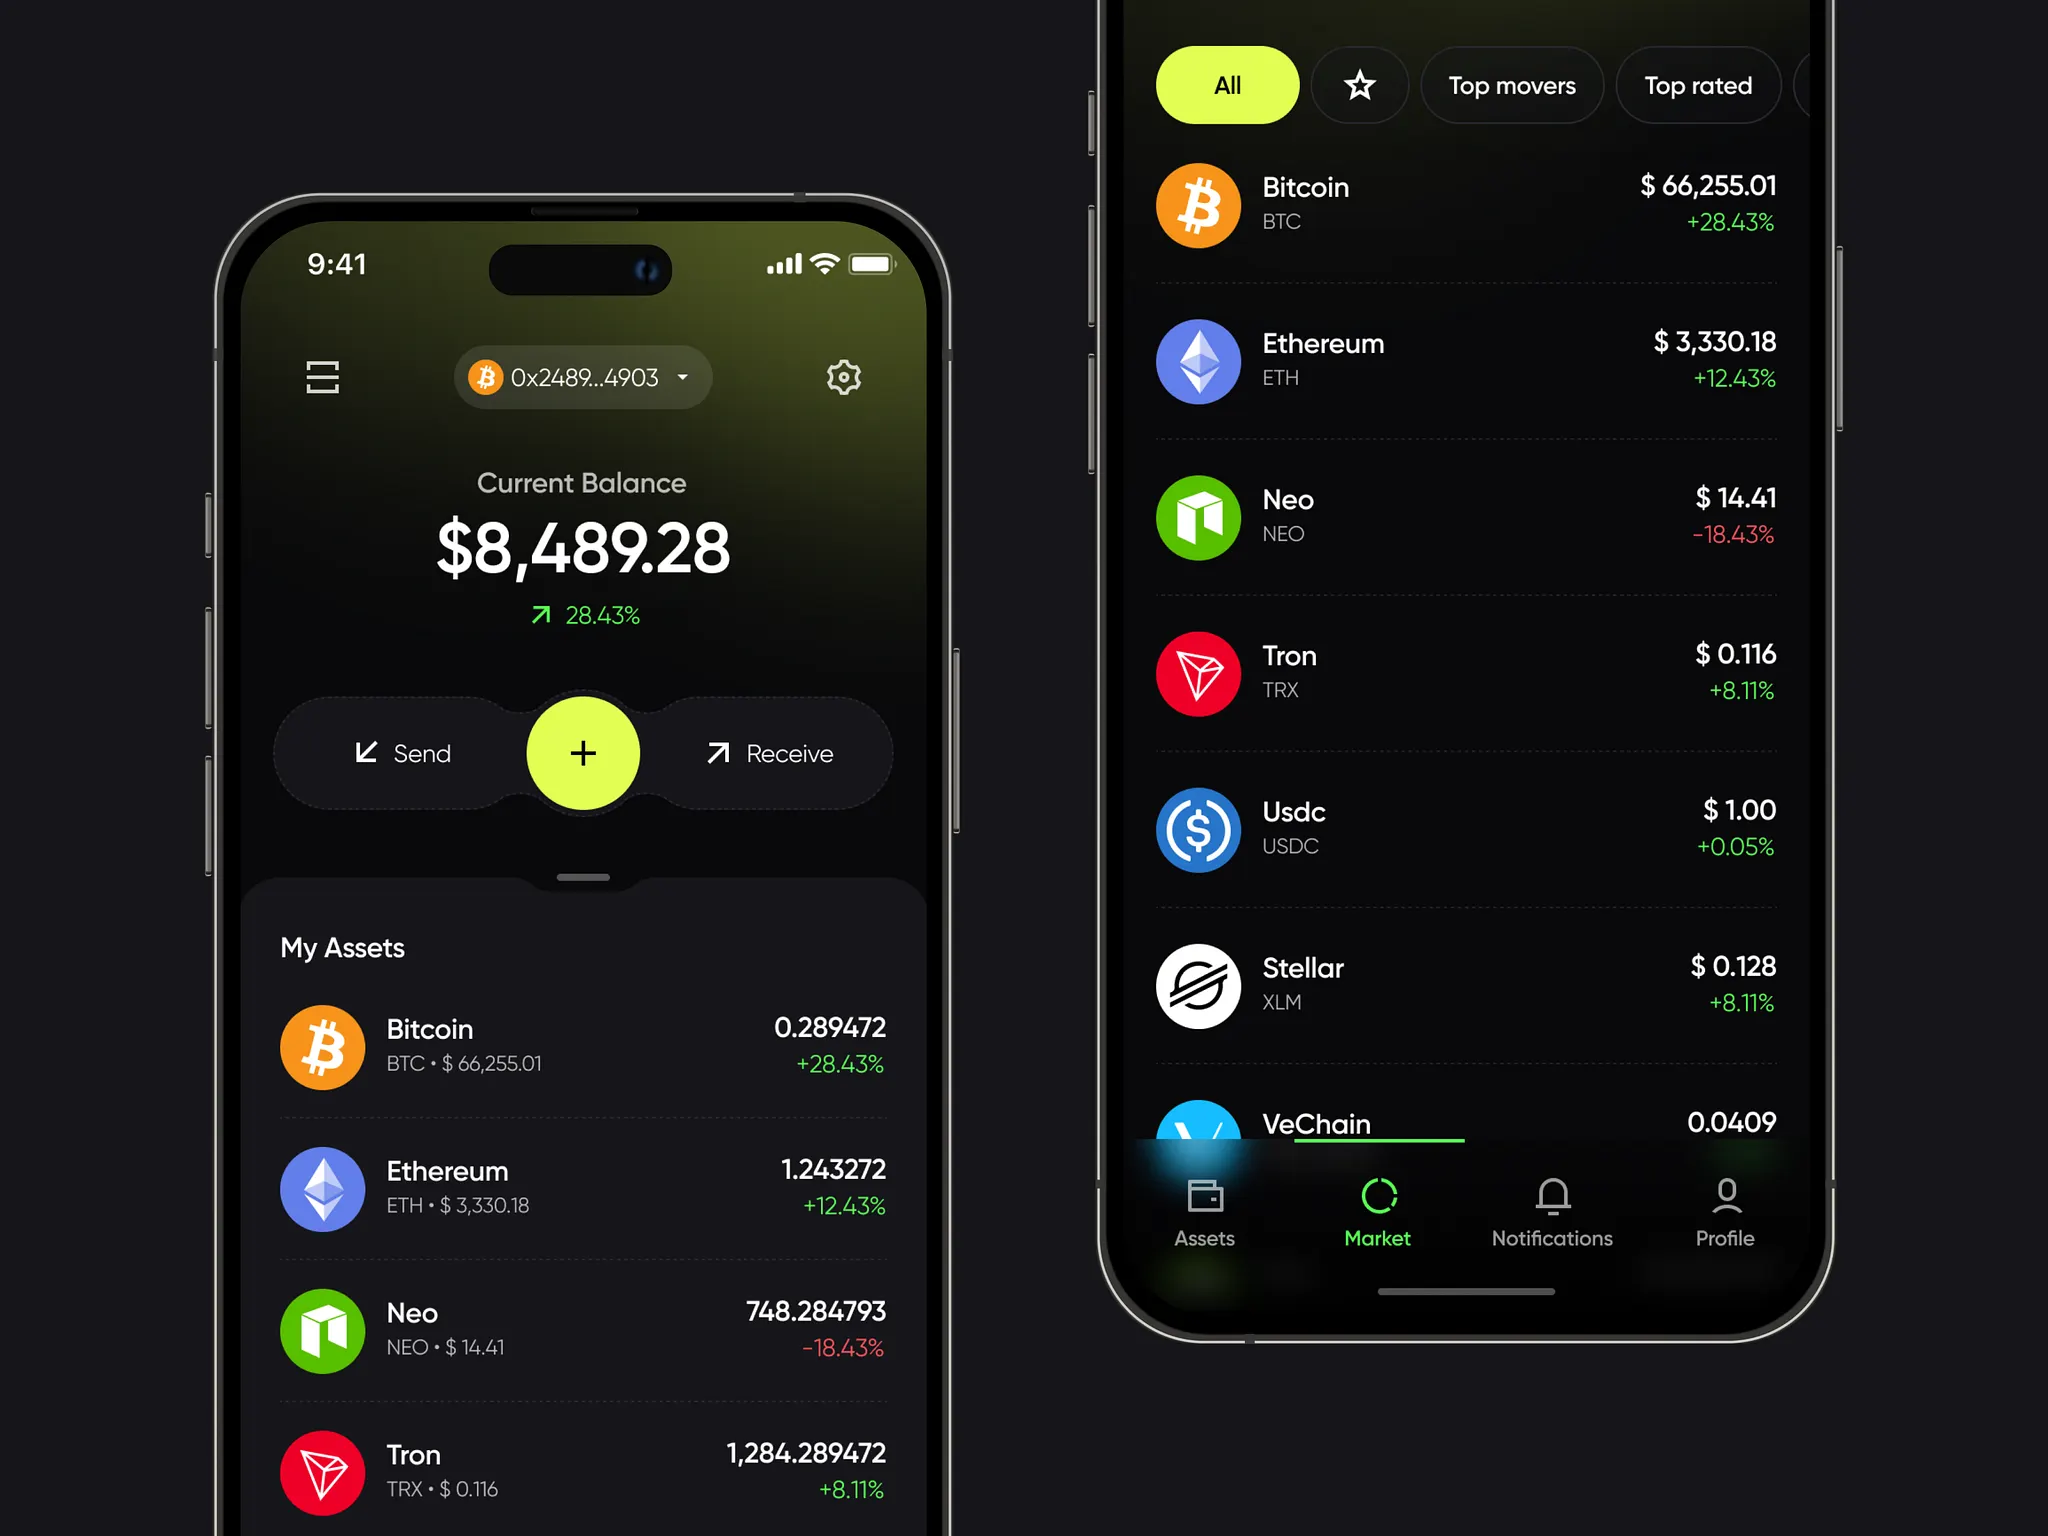 9:41
0x2489...4903
Current Balance
$8,489.28
28.43%
Send
+
Receive
My Assets
Bitcoin
0.289472
BTC • $ 66,255.01
+28.43%
Ethereum
1.243272
ETH • $ 3,330.18
+12.43%
Neo
748.284793
NEO • $ 14.41
-18.43%
Tron
1,284.289472
TRX • $ 0.116
+8.11%
All
Top movers
Top rated
Bitcoin
$ 66,255.01
BTC
+28.43%
Ethereum
$ 3,330.18
ETH
+12.43%
Neo
$ 14.41
NEO
-18.43%
Tron
$ 0.116
TRX
+8.11%
Usdc
$ 1.00
USDC
+0.05%
Stellar
$ 0.128
XLM
+8.11%
VeChain
0.0409
Assets
Market
Notifications
Profile